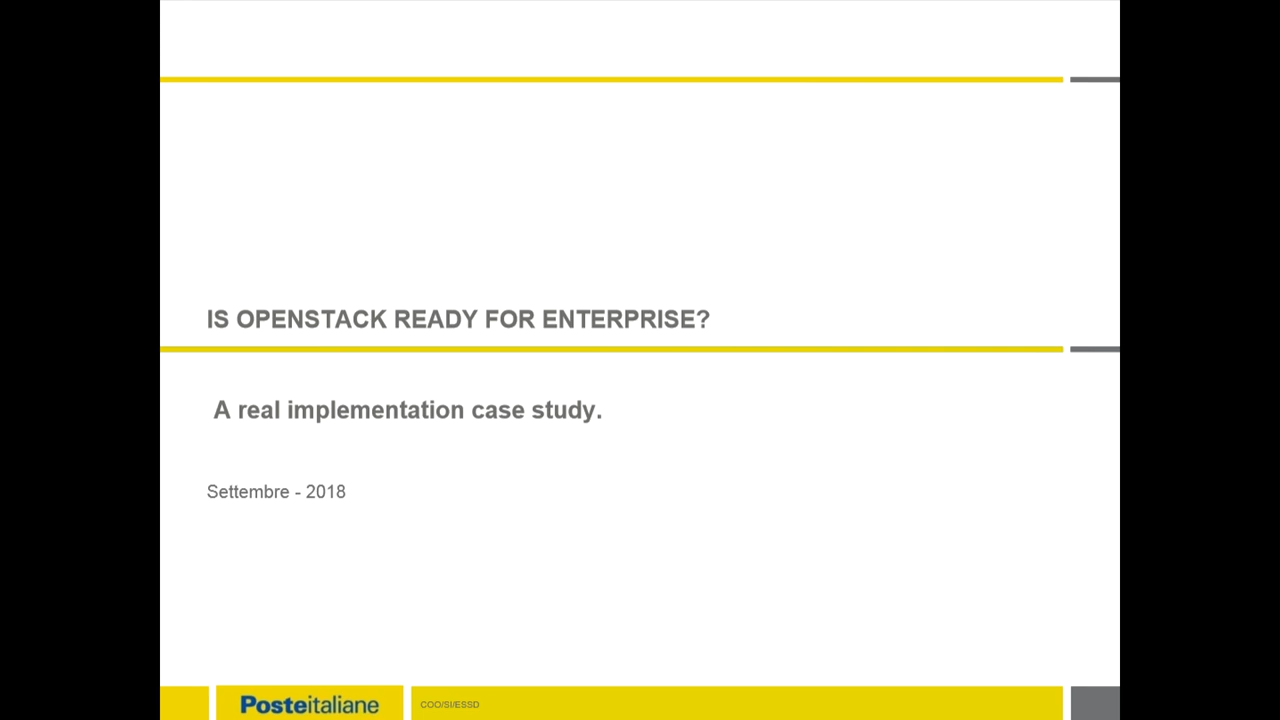 IS OPENSTACK READY FOR ENTERPRISE?
A real implementation case study.
Settembre - 2018
Posteitaliane
COO/SI/ESSD